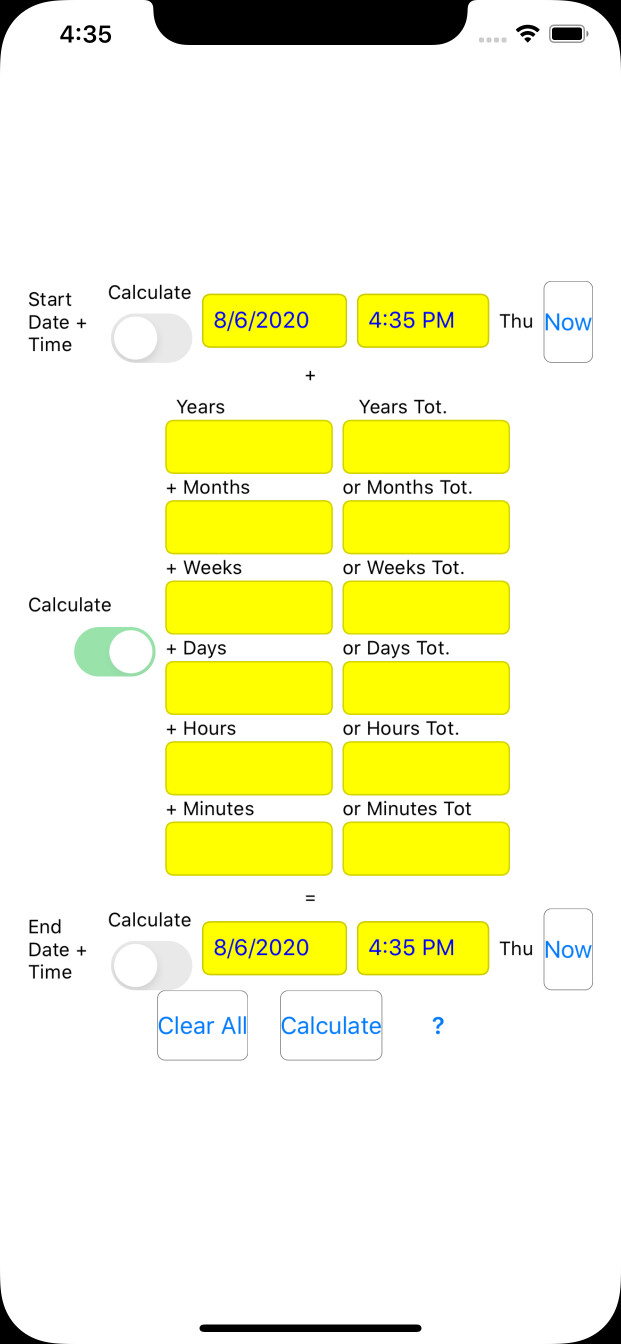 4:35
Calculate
Start
Date +
Time
8/6/2020
4:35 PM
Thu
Now
+
Years
Years Tot.
+ Months
or Months Tot.
+ Weeks
or Weeks Tot.
Calculate
+ Days
or Days Tot.
+ Hours
or Hours Tot.
+ Minutes
or Minutes Tot
=
Calculate
End
Date +
Time
8/6/2020
4:35 PM
Thu
Now
Clear All
Calculate
?